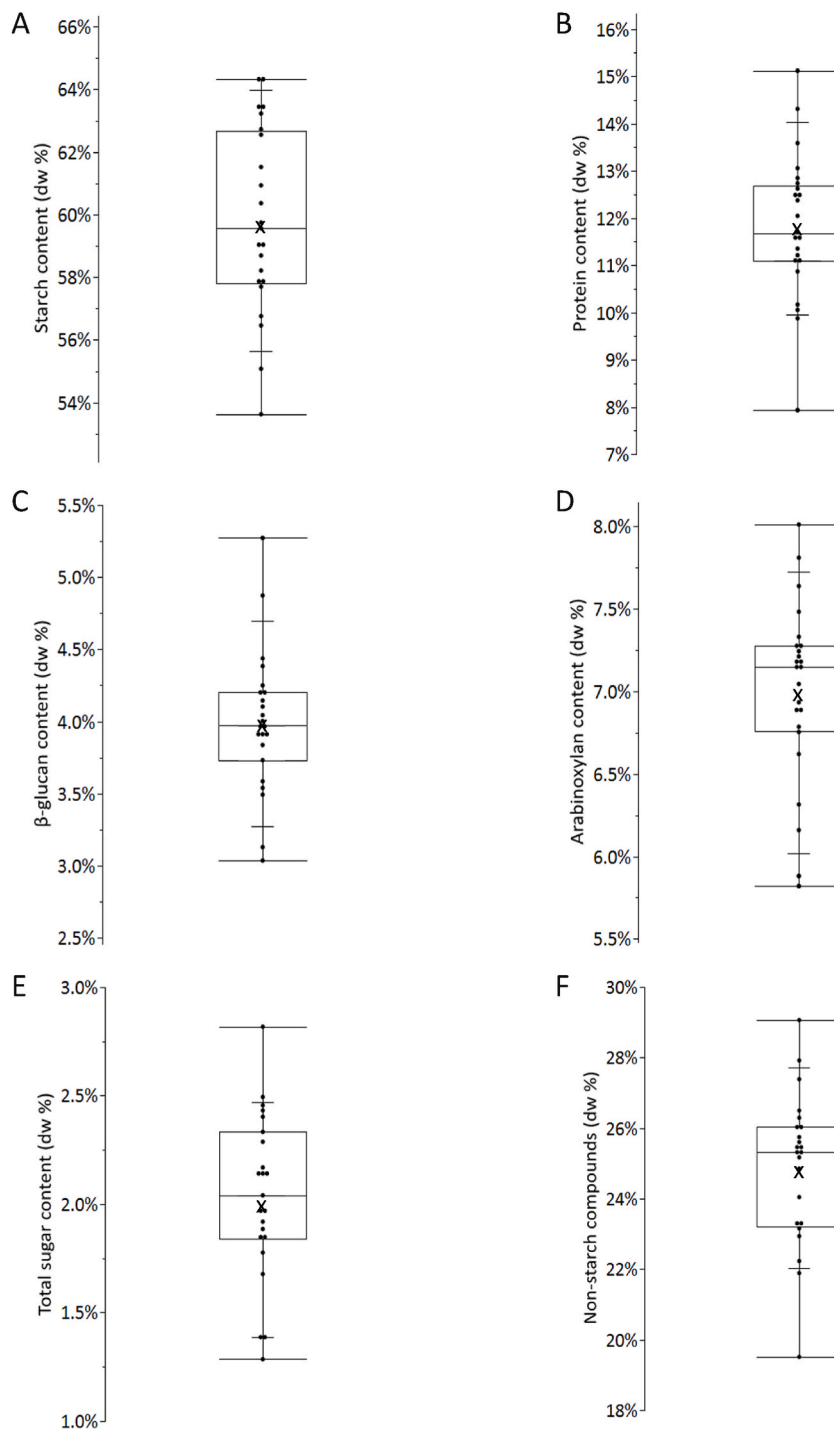 A
Starch content (dw %)
66%
64%
62%
60%
58%
56%
54%
X
B
Protein content (dw %)
16%
15%
14%
13%
12%
11%
10%
9%
8%
7%
X
C
β-glucan content (dw %)
5.5%
5.0%
4.5%
4.0%
3.5%
3.0%
2.5%
X
D
Arabinoxylan content (dw %)
8.0%
7.5%
7.0%
6.5%
6.0%
5.5%
X
E
Total sugar content (dw %)
3.0%
2.5%
2.0%
1.5%
1.0%
X
F
Non-starch compounds (dw %)
30%
28%
26%
24%
22%
20%
18%
X